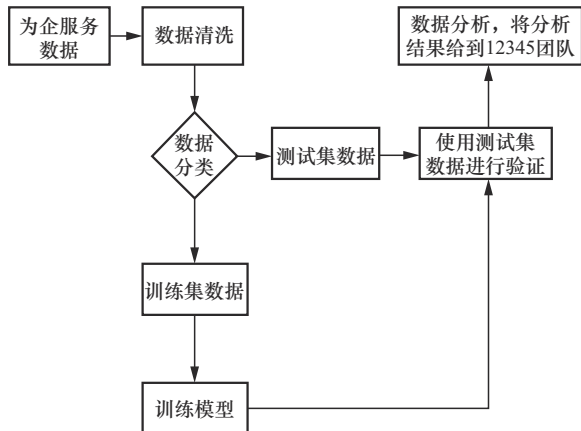 为企服务
数据
数据清洗
数据分析，将分析
结果给到12345团队
数据
分类
测试集数据
使用测试集
数据进行验证
训练集数据
训练模型